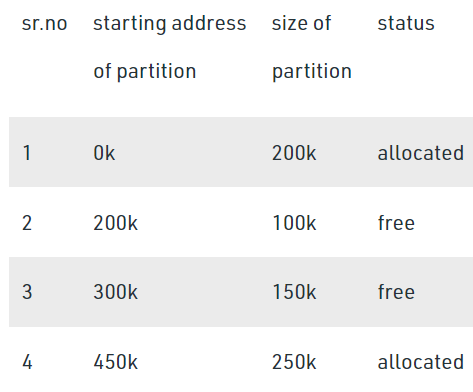 sr.no starting address size of status
of partition partition
1 0k 200k allocated
2 200k 100k free
3 300k 150k free
4 450k 250k allocated